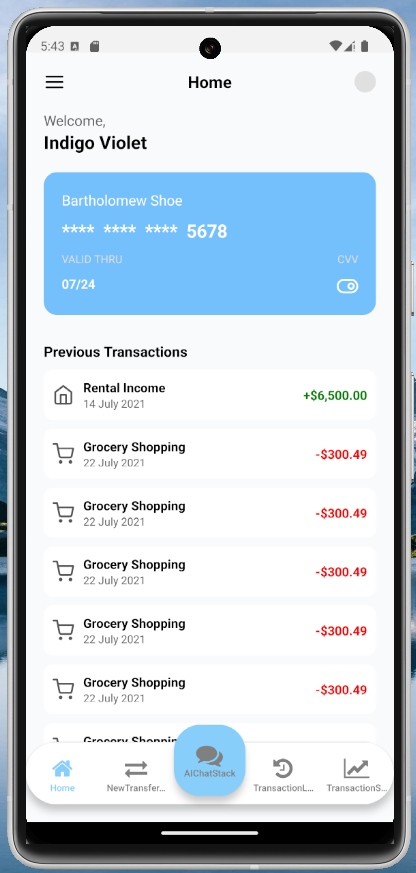 5:43
Home
Welcome,
Indigo Violet
Bartholomew Shoe
**** **** **** 5678
VALID THRU CVV
07/24
Previous Transactions
Rental Income
14 July 2021
+$6,500.00
Grocery Shopping
22 July 2021
-$300.49
Grocery Shopping
22 July 2021
-$300.49
Grocery Shopping
22 July 2021
-$300.49
Grocery Shopping
22 July 2021
-$300.49
Grocery Shopping
22 July 2021
-$300.49
Grocery Shopping
Home
NewTransfer...
AIChatStack
TransactionL...
TransactionS...